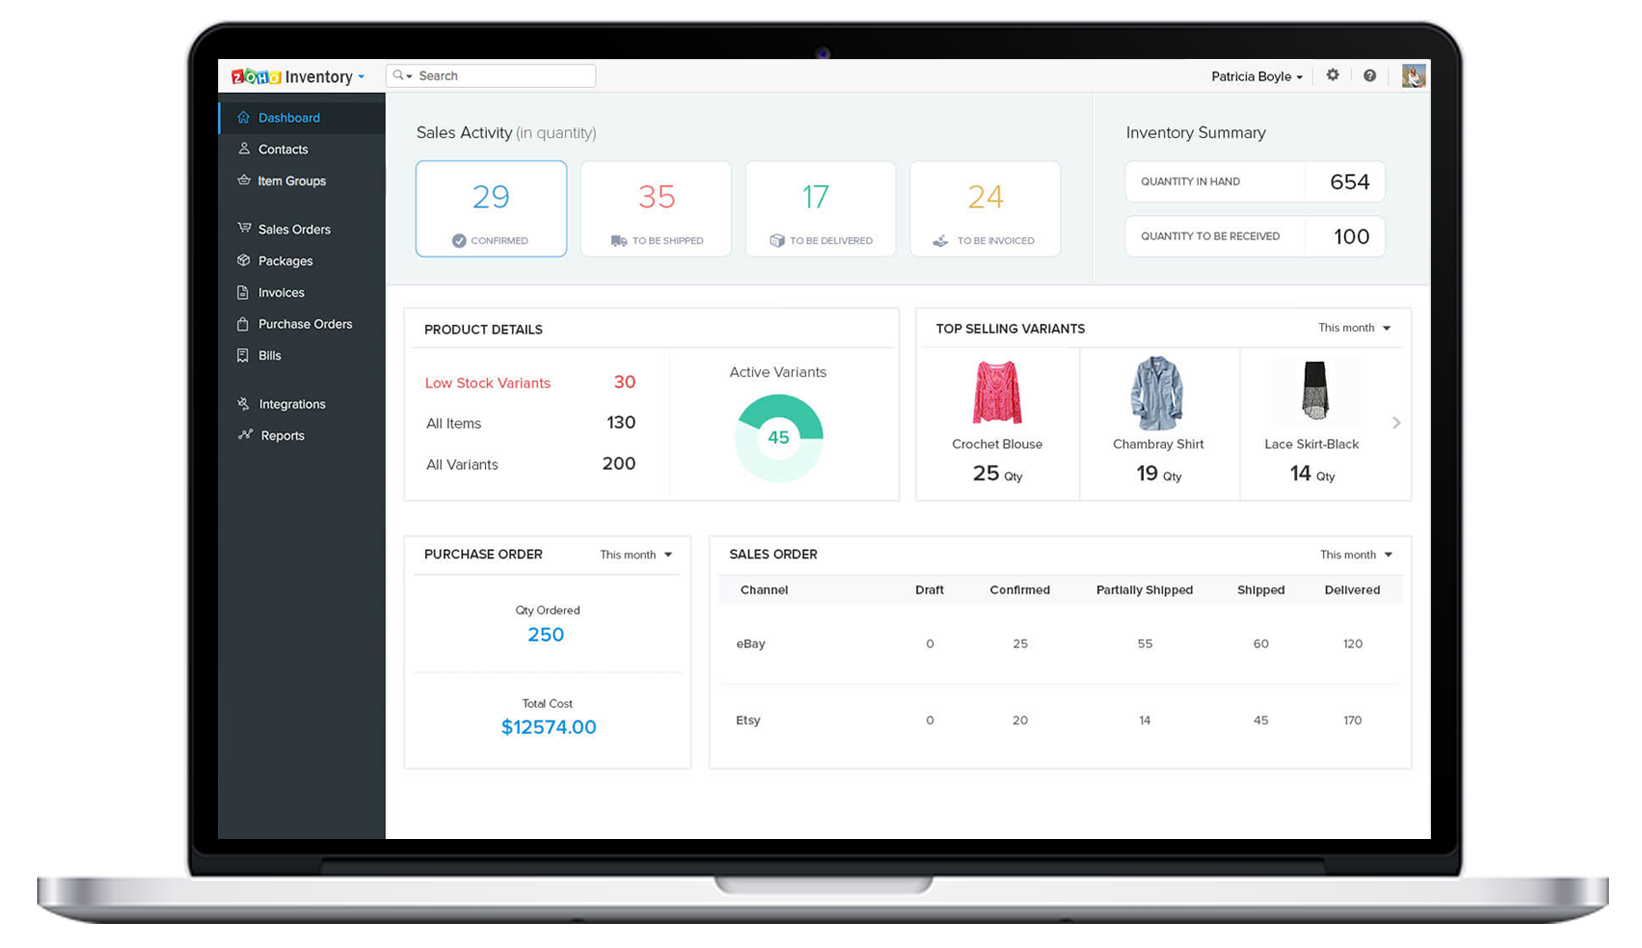 ZOHO Inventory
Search
Patricia Boyle
Dashboard
Contacts
Item Groups
Sales Orders
Packages
Invoices
Purchase Orders
Bills
Integrations
Reports
Sales Activity (in quantity)
29
CONFIRMED
35
TO BE SHIPPED
17
TO BE DELIVERED
24
TO BE INVOICED
Inventory Summary
QUANTITY IN HAND 654
QUANTITY TO BE RECEIVED 100
PRODUCT DETAILS
Low Stock Variants 30
All Items 130
All Variants 200
Active Variants
45
TOP SELLING VARIANTS This month
Crochet Blouse
25 Qty
Chambray Shirt
19 Qty
Lace Skirt-Black
14 Qty
PURCHASE ORDER This month
Qty Ordered
250
Total Cost
$12574.00
SALES ORDER This month
Channel Draft Confirmed Partially Shipped Shipped Delivered
eBay 0 25 55 60 120
Etsy 0 20 14 45 170